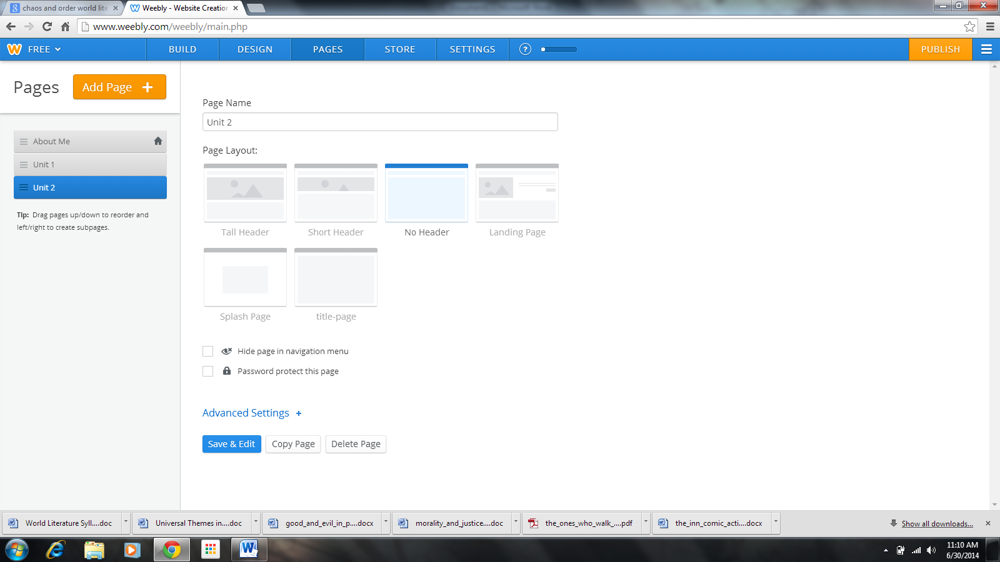 chaos and order world lite
Weebly - Website Creation
www.weebly.com/weebly/main.php
FREE BUILD DESIGN PAGES STORE SETTINGS ? PUBLISH
Pages Add Page +
About Me
Unit 1
Unit 2
Tip: Drag pages up/down to reorder and
left/right to create subpages.
Page Name
Unit 2
Page Layout:
Tall Header Short Header No Header Landing Page
Splash Page title-page
Hide page in navigation menu
Password protect this page
Advanced Settings +
Save & Edit Copy Page Delete Page
World Literature Syll....doc Universal Themes in....doc good_and_evil_in_p....docx morality_and_justice....doc the_ones_who_walk_....pdf the_inn_comic_acti....docx Show all downloads...
11:10 AM
6/30/2014